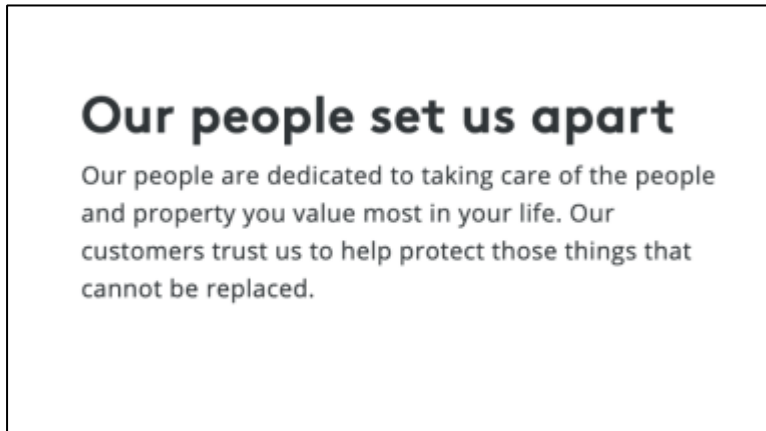 Our people set us apart
Our people are dedicated to taking care of the people
and property you value most in your life. Our
customers trust us to help protect those things that
cannot be replaced.